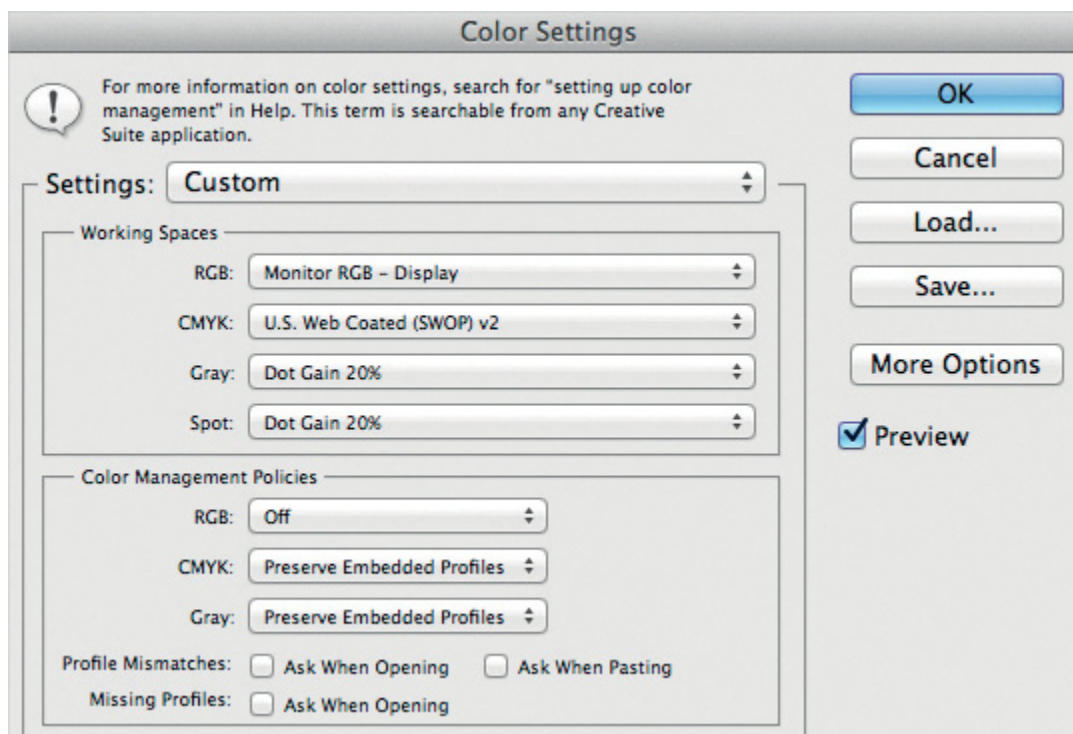 Color Settings
For more information on color settings, search for “setting up color
management” in Help. This term is searchable from any Creative
Suite application.
OK
Cancel
Load...
Save...
More Options
Preview
Settings: Custom
Working Spaces
RGB: Monitor RGB – Display
CMYK: U.S. Web Coated (SWOP) v2
Gray: Dot Gain 20%
Spot: Dot Gain 20%
Color Management Policies
RGB: Off
CMYK: Preserve Embedded Profiles
Gray: Preserve Embedded Profiles
Profile Mismatches: Ask When Opening Ask When Pasting
Missing Profiles: Ask When Opening